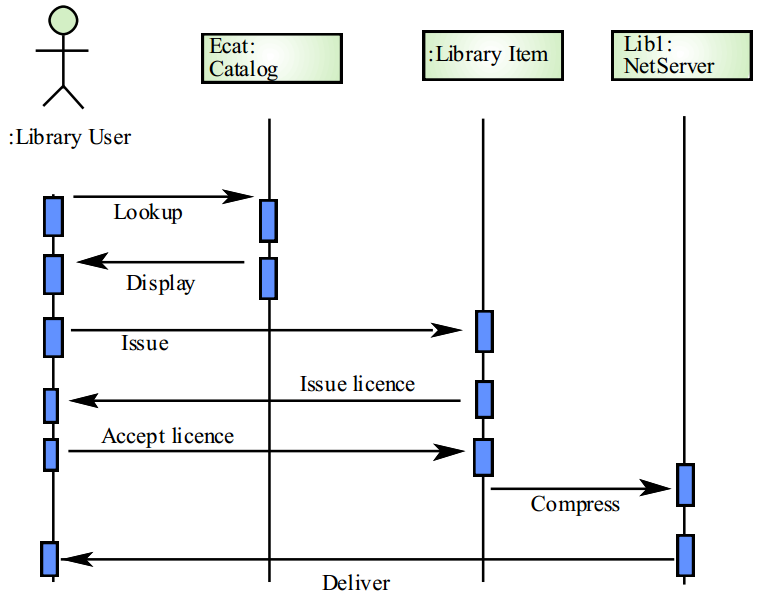 Ecat:
Catalog
:Library Item
Lib1:
NetServer
:Library User
Lookup
Display
Issue
Issue licence
Accept licence
Compress
Deliver